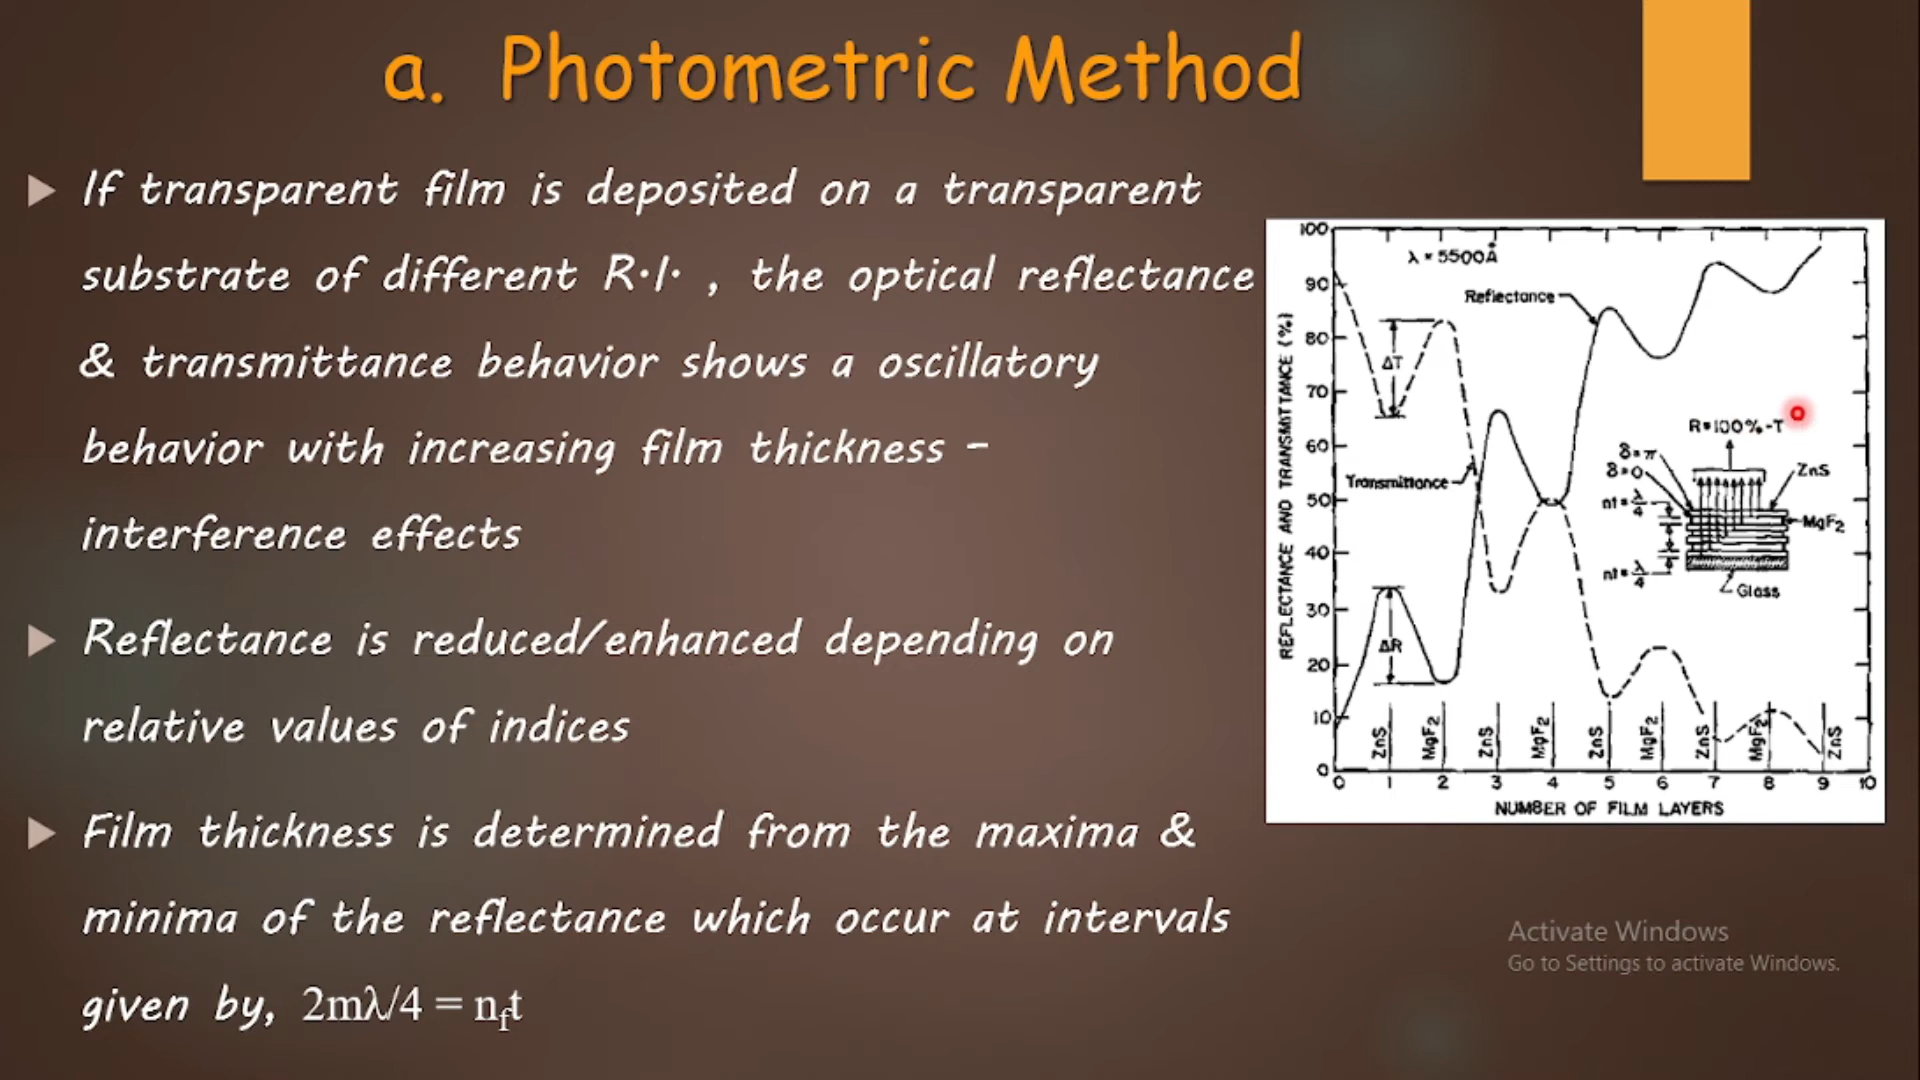 a. Photometric Method
If transparent film is deposited on a transparent
substrate of different R.I. , the optical reflectance
& transmittance behavior shows a oscillatory
behavior with increasing film thickness -
interference effects
Reflectance is reduced/enhanced depending on
relative values of indices
Film thickness is determined from the maxima &
minima of the reflectance which occur at intervals
given by, 2mλ/4 = nft
REFLECTANCE AND TRANSMITTANCE (%)
100
90
80
70
60
50
40
30
20
10
0
λ = 5500Å
Reflectance
ΔT
Transmittance
ΔR
R=100%-T
δ=π
δ=0
nt=λ/4
nt=λ/4
ZnS
MgF2
Glass
ZnS
MgF2
ZnS
MgF2
ZnS
MgF2
ZnS
MgF2
ZnS
0 1 2 3 4 5 6 7 8 9 10
NUMBER OF FILM LAYERS
Activate Windows
Go to Settings to activate Windows.